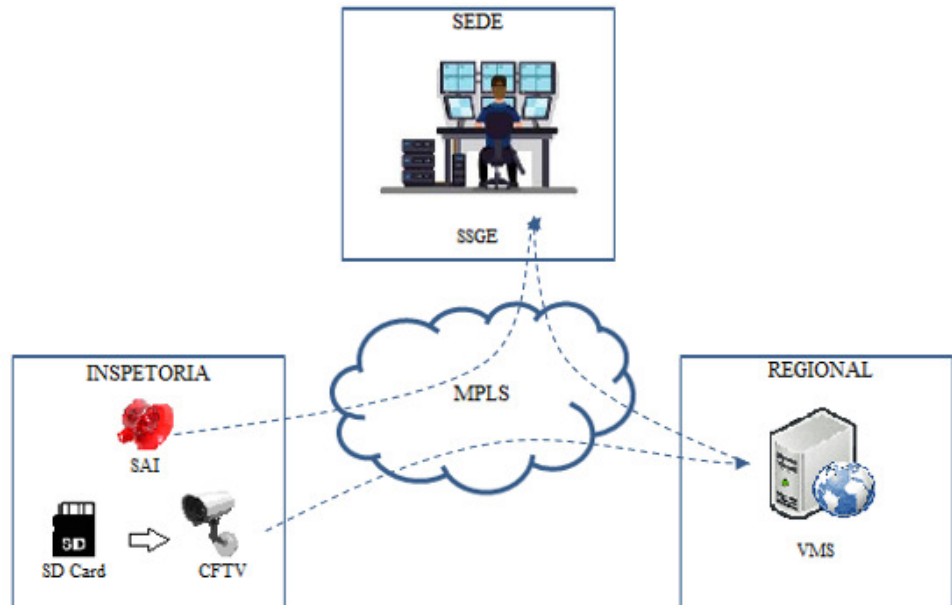 SEDE
SSGE
MPLS
INSPETORIA
SAI
SD
SD Card
CFTV
REGIONAL
VMS